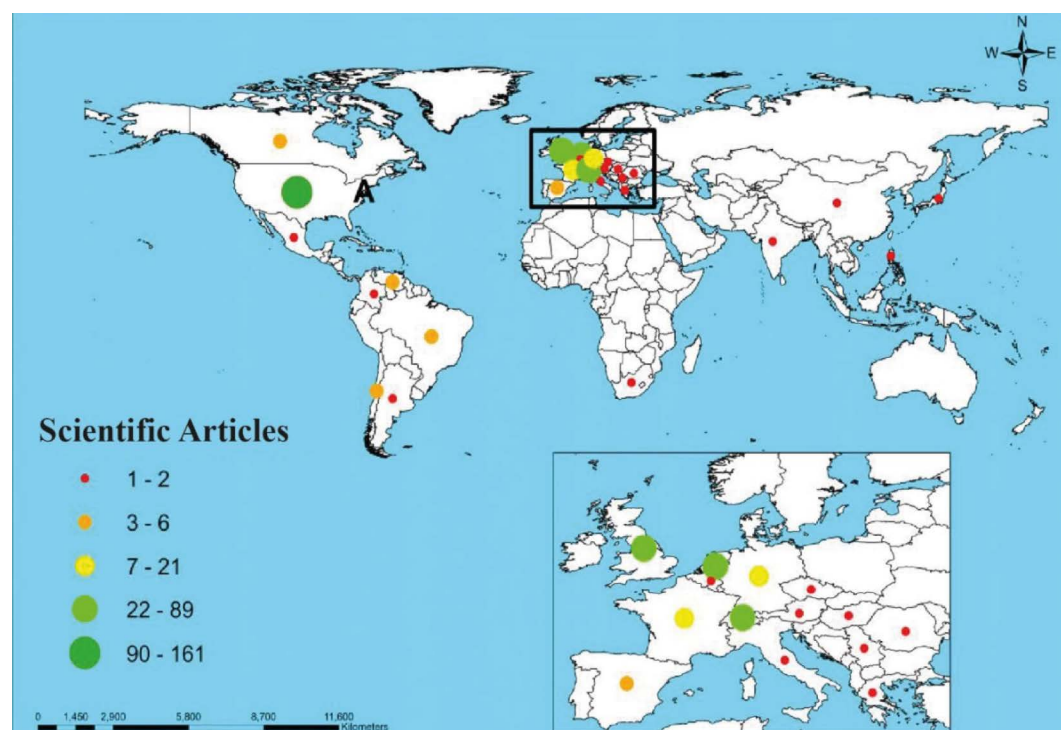 N
W E
S
A
Scientific Articles
1 - 2
3 - 6
7 - 21
22 - 89
90 - 161
0 1,450 2,900 5,800 8,700 11,600
Kilometers